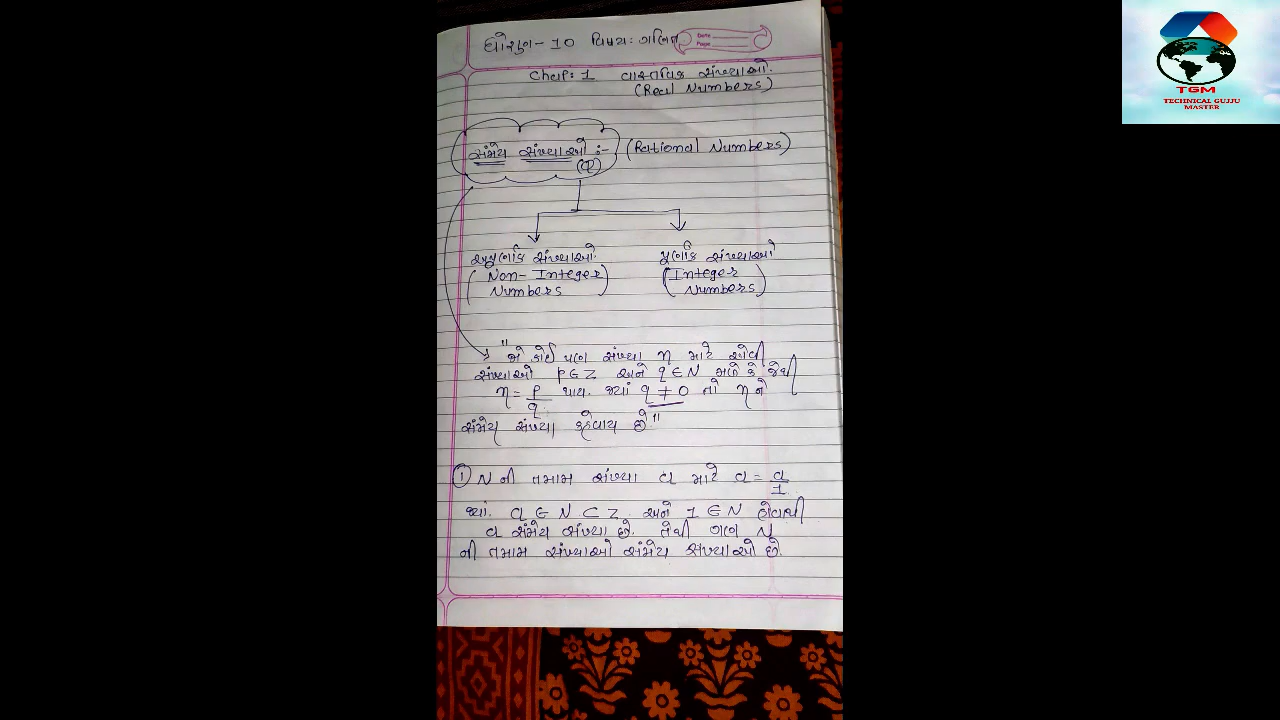 ધોરણ - 10 વિષય : ગણિત
Date
Page
Chap: 1 વાસ્તવિક સંખ્યાઓ.
(Real Numbers)
સંમેય સંખ્યાઓ :- (Rational Numbers)
અપૂર્ણાંક સંખ્યાઓ
(Non-Integer
Numbers)
પૂર્ણાંક સંખ્યાઓ
(Integer
Numbers)
"જો કોઈ પણ સંખ્યા n માટે એવી
સંખ્યાઓ p∈Z અને q∈N મળે કે જેથી
n = p/q થાય. જ્યાં q ≠ 0 તો n ને
સંમેય સંખ્યા કહેવાય છે"
① N ની તમામ સંખ્યા a માટે a = a/1
જ્યાં a ∈ N ⊂ Z અને 1 ∈ N હોવાથી
a સંમેય સંખ્યા છે. તેથી ગણ N
ની તમામ સંખ્યાઓ સંમેય સંખ્યાઓ છે.
TGM
TECHNICAL GUJJU
MASTER